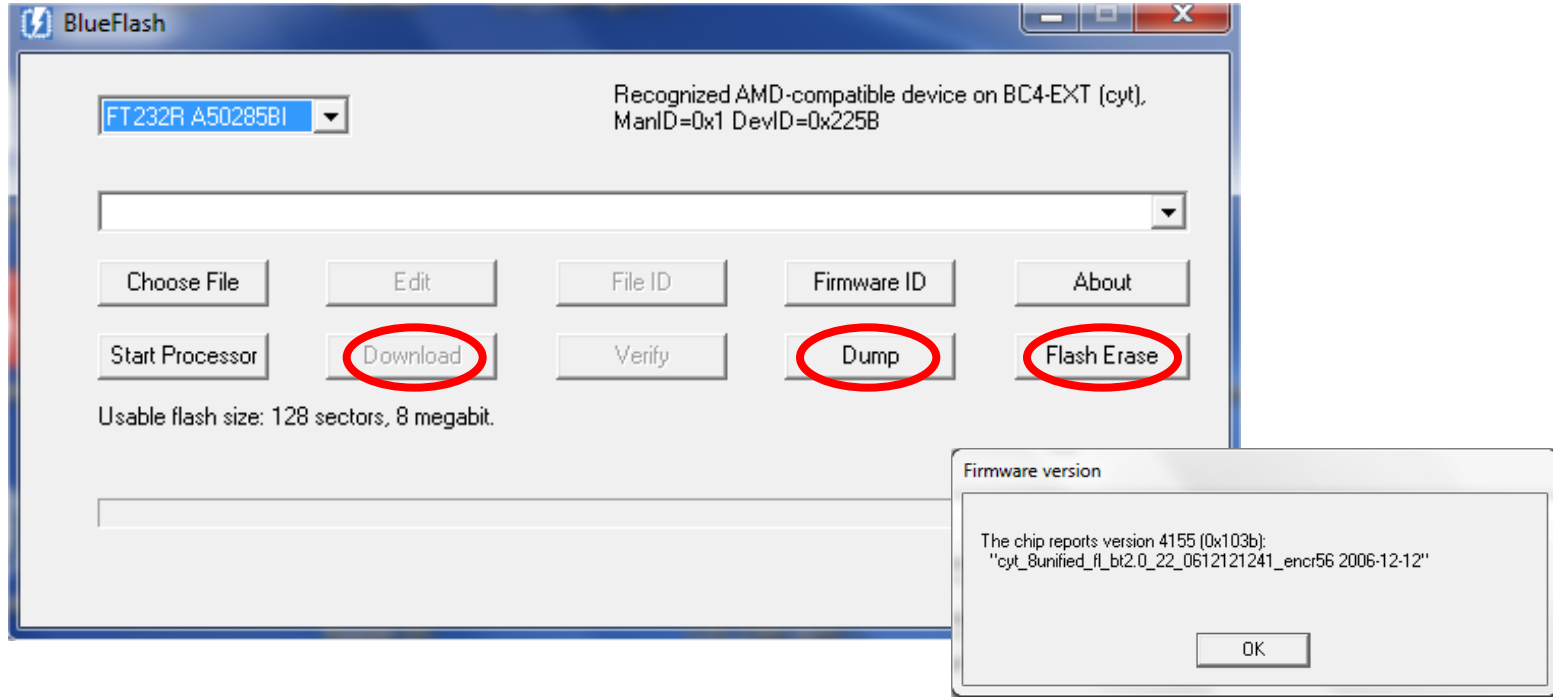 BlueFlash
FT232R A50285BI
Recognized AMD-compatible device on BC4-EXT (cyt),
ManID=0x1 DevID=0x225B
Choose File
Edit
File ID
Firmware ID
About
Start Processor
Download
Verify
Dump
Flash Erase
Usable flash size: 128 sectors, 8 megabit.
Firmware version
The chip reports version 4155 (0x103b):
"cyt_8unified_fl_bt2.0_22_0612121241_encr56 2006-12-12"
OK